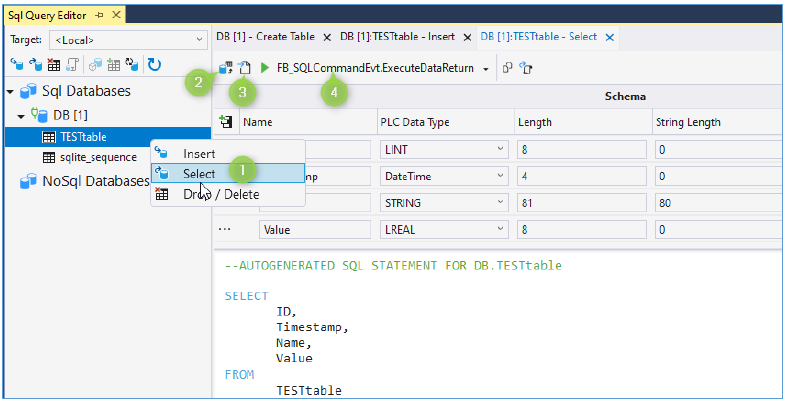 Sql Query Editor
Target: <Local>
DB [1] - Create Table
DB [1]:TESTtable - Insert
DB [1]:TESTtable - Select
2
3
FB_SQLCommandEvt.ExecuteDataReturn
4
Sql Databases
DB [1]
TESTtable
sqlite_sequence
NoSql Databases
Insert
Select
1
Drop / Delete
Schema
Name PLC Data Type Length String Length
LINT 8 0
mp DateTime 4 0
STRING 81 80
... Value LREAL 8 0
--AUTOGENERATED SQL STATEMENT FOR DB.TESTtable
SELECT
ID,
Timestamp,
Name,
Value
FROM
TESTtable